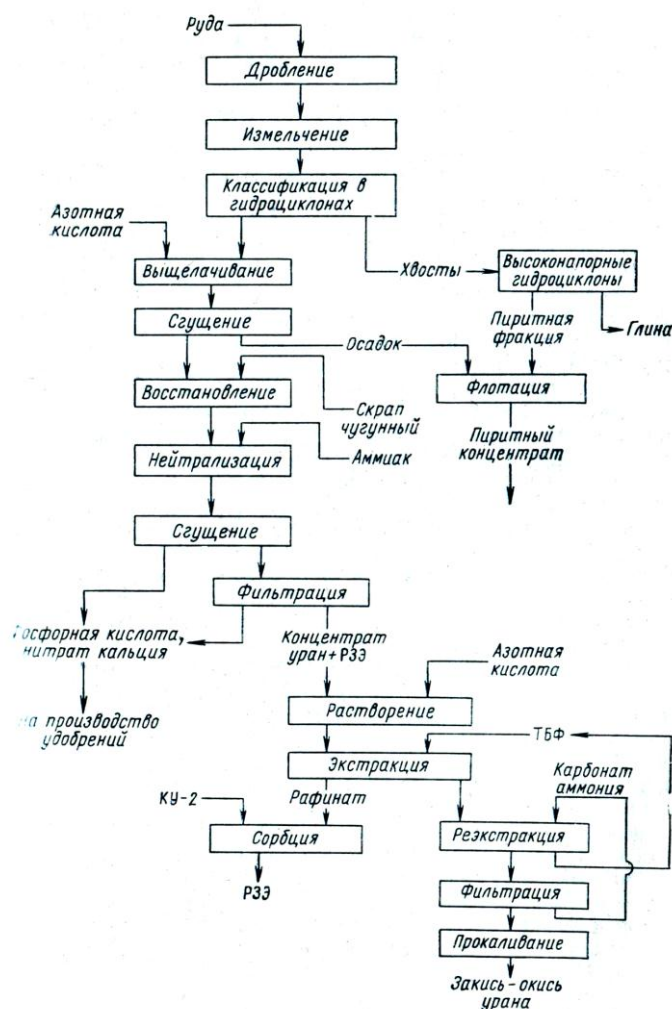 Руда
Дробление
Измельчение
Классификация в
гидроциклонах
Азотная
кислота
Выщелачивание
Хвосты
Высоконапорные
гидроциклоны
Сгущение
Пиритная
фракция
Глина
Осадок
Восстановление
Флотация
Скрап
чугунный
Нейтрализация
Аммиак
Пиритный
концентрат
Сгущение
Фильтрация
осфорная кислота,
нитрат кальция
Концентрат
уран+РЗЭ
Азотная
кислота
на производство
удобрений
Растворение
ТБФ
Экстракция
Карбонат
аммония
КУ-2
Рафинат
Сорбция
Реэкстракция
РЗЭ
Фильтрация
Прокаливание
Закись-окись
урана